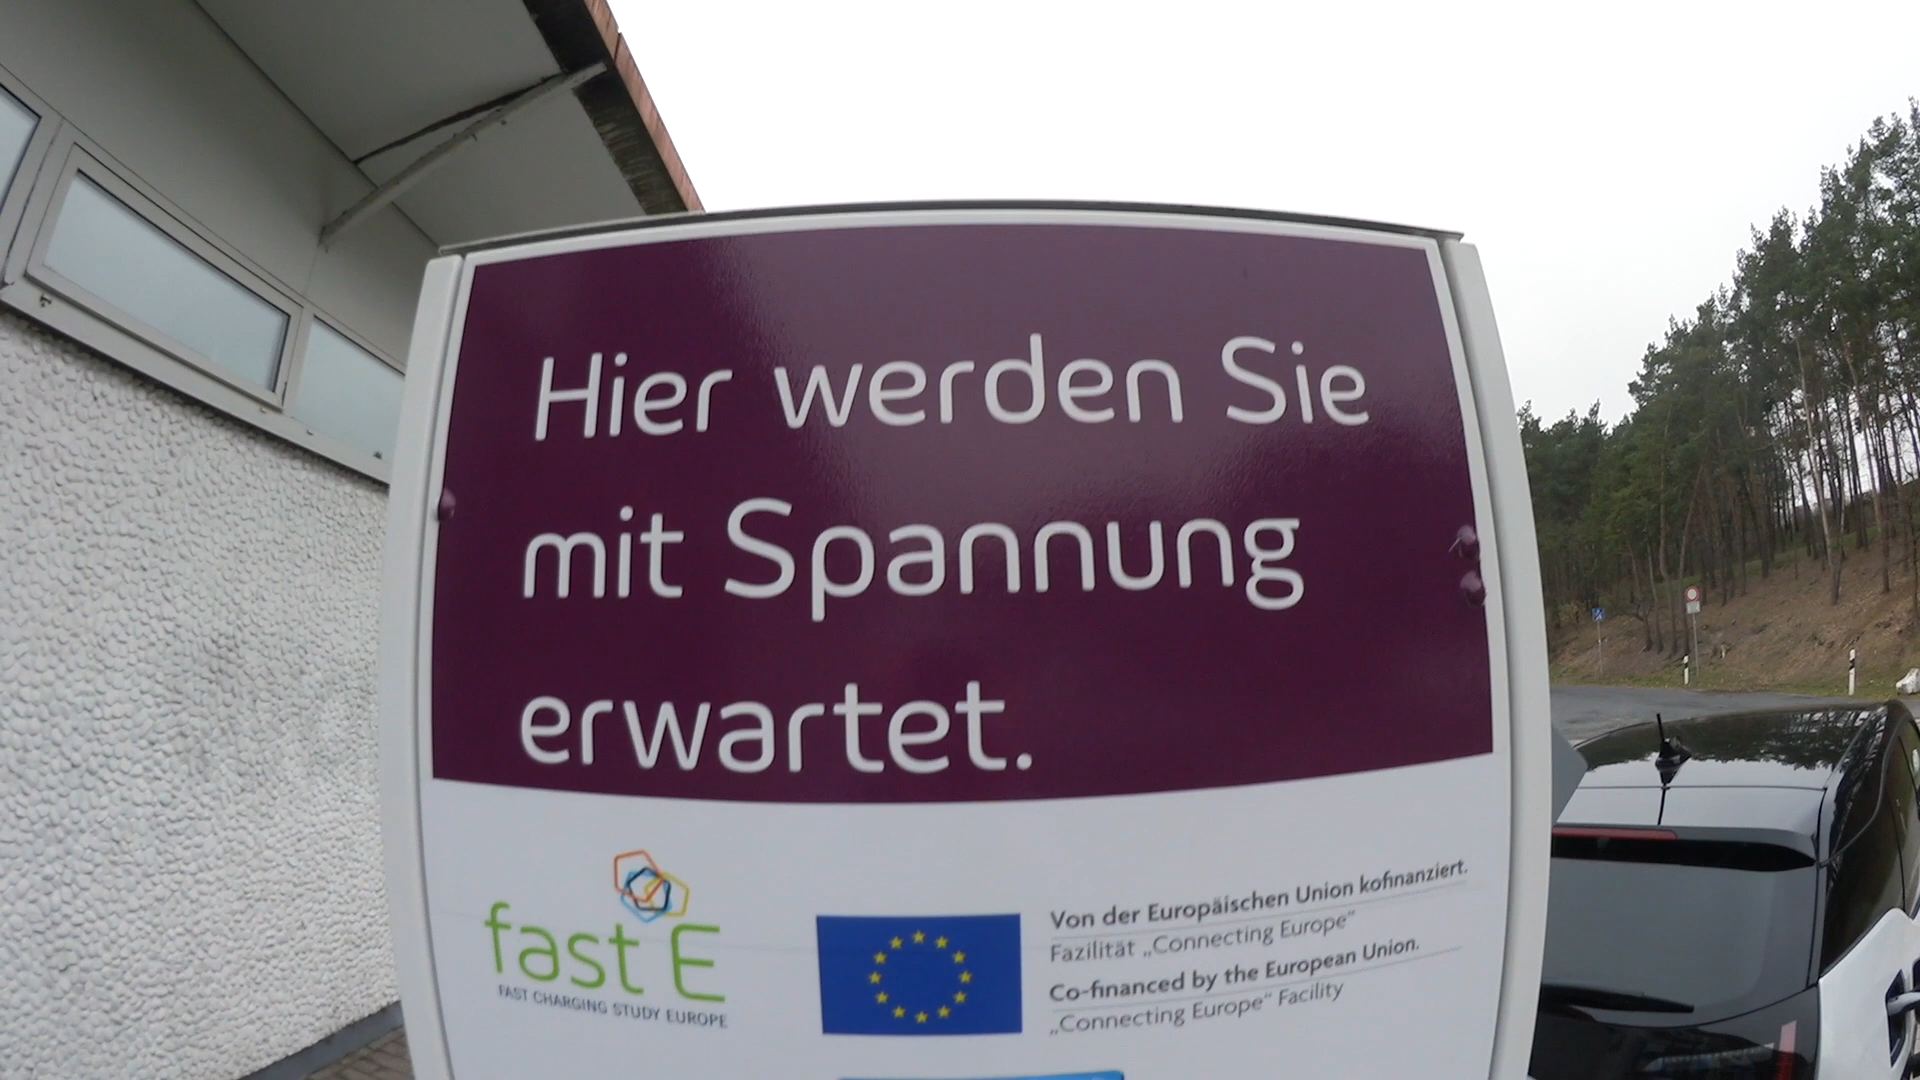 Hier werden Sie
mit Spannung
erwartet.
fast E
FAST CHARGING STUDY EUROPE
Von der Europäischen Union kofinanziert.
Fazilität „Connecting Europe“
Co-financed by the European Union.
„Connecting Europe“ Facility